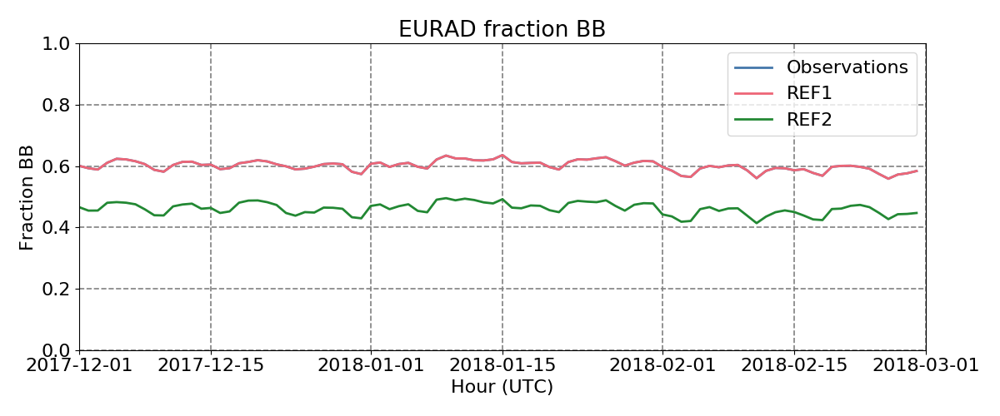 EURAD fraction BB
1.0
0.8
0.6
0.4
0.2
0.0
Fraction BB
Observations
REF1
REF2
2017-12-01 2017-12-15 2018-01-01 2018-01-15 2018-02-01 2018-02-15 2018-03-01
Hour (UTC)